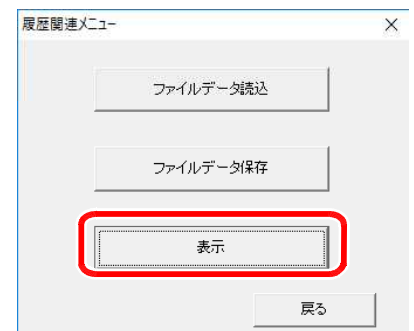 履歴関連メニュー
ファイルデータ読込
ファイルデータ保存
表示
戻る